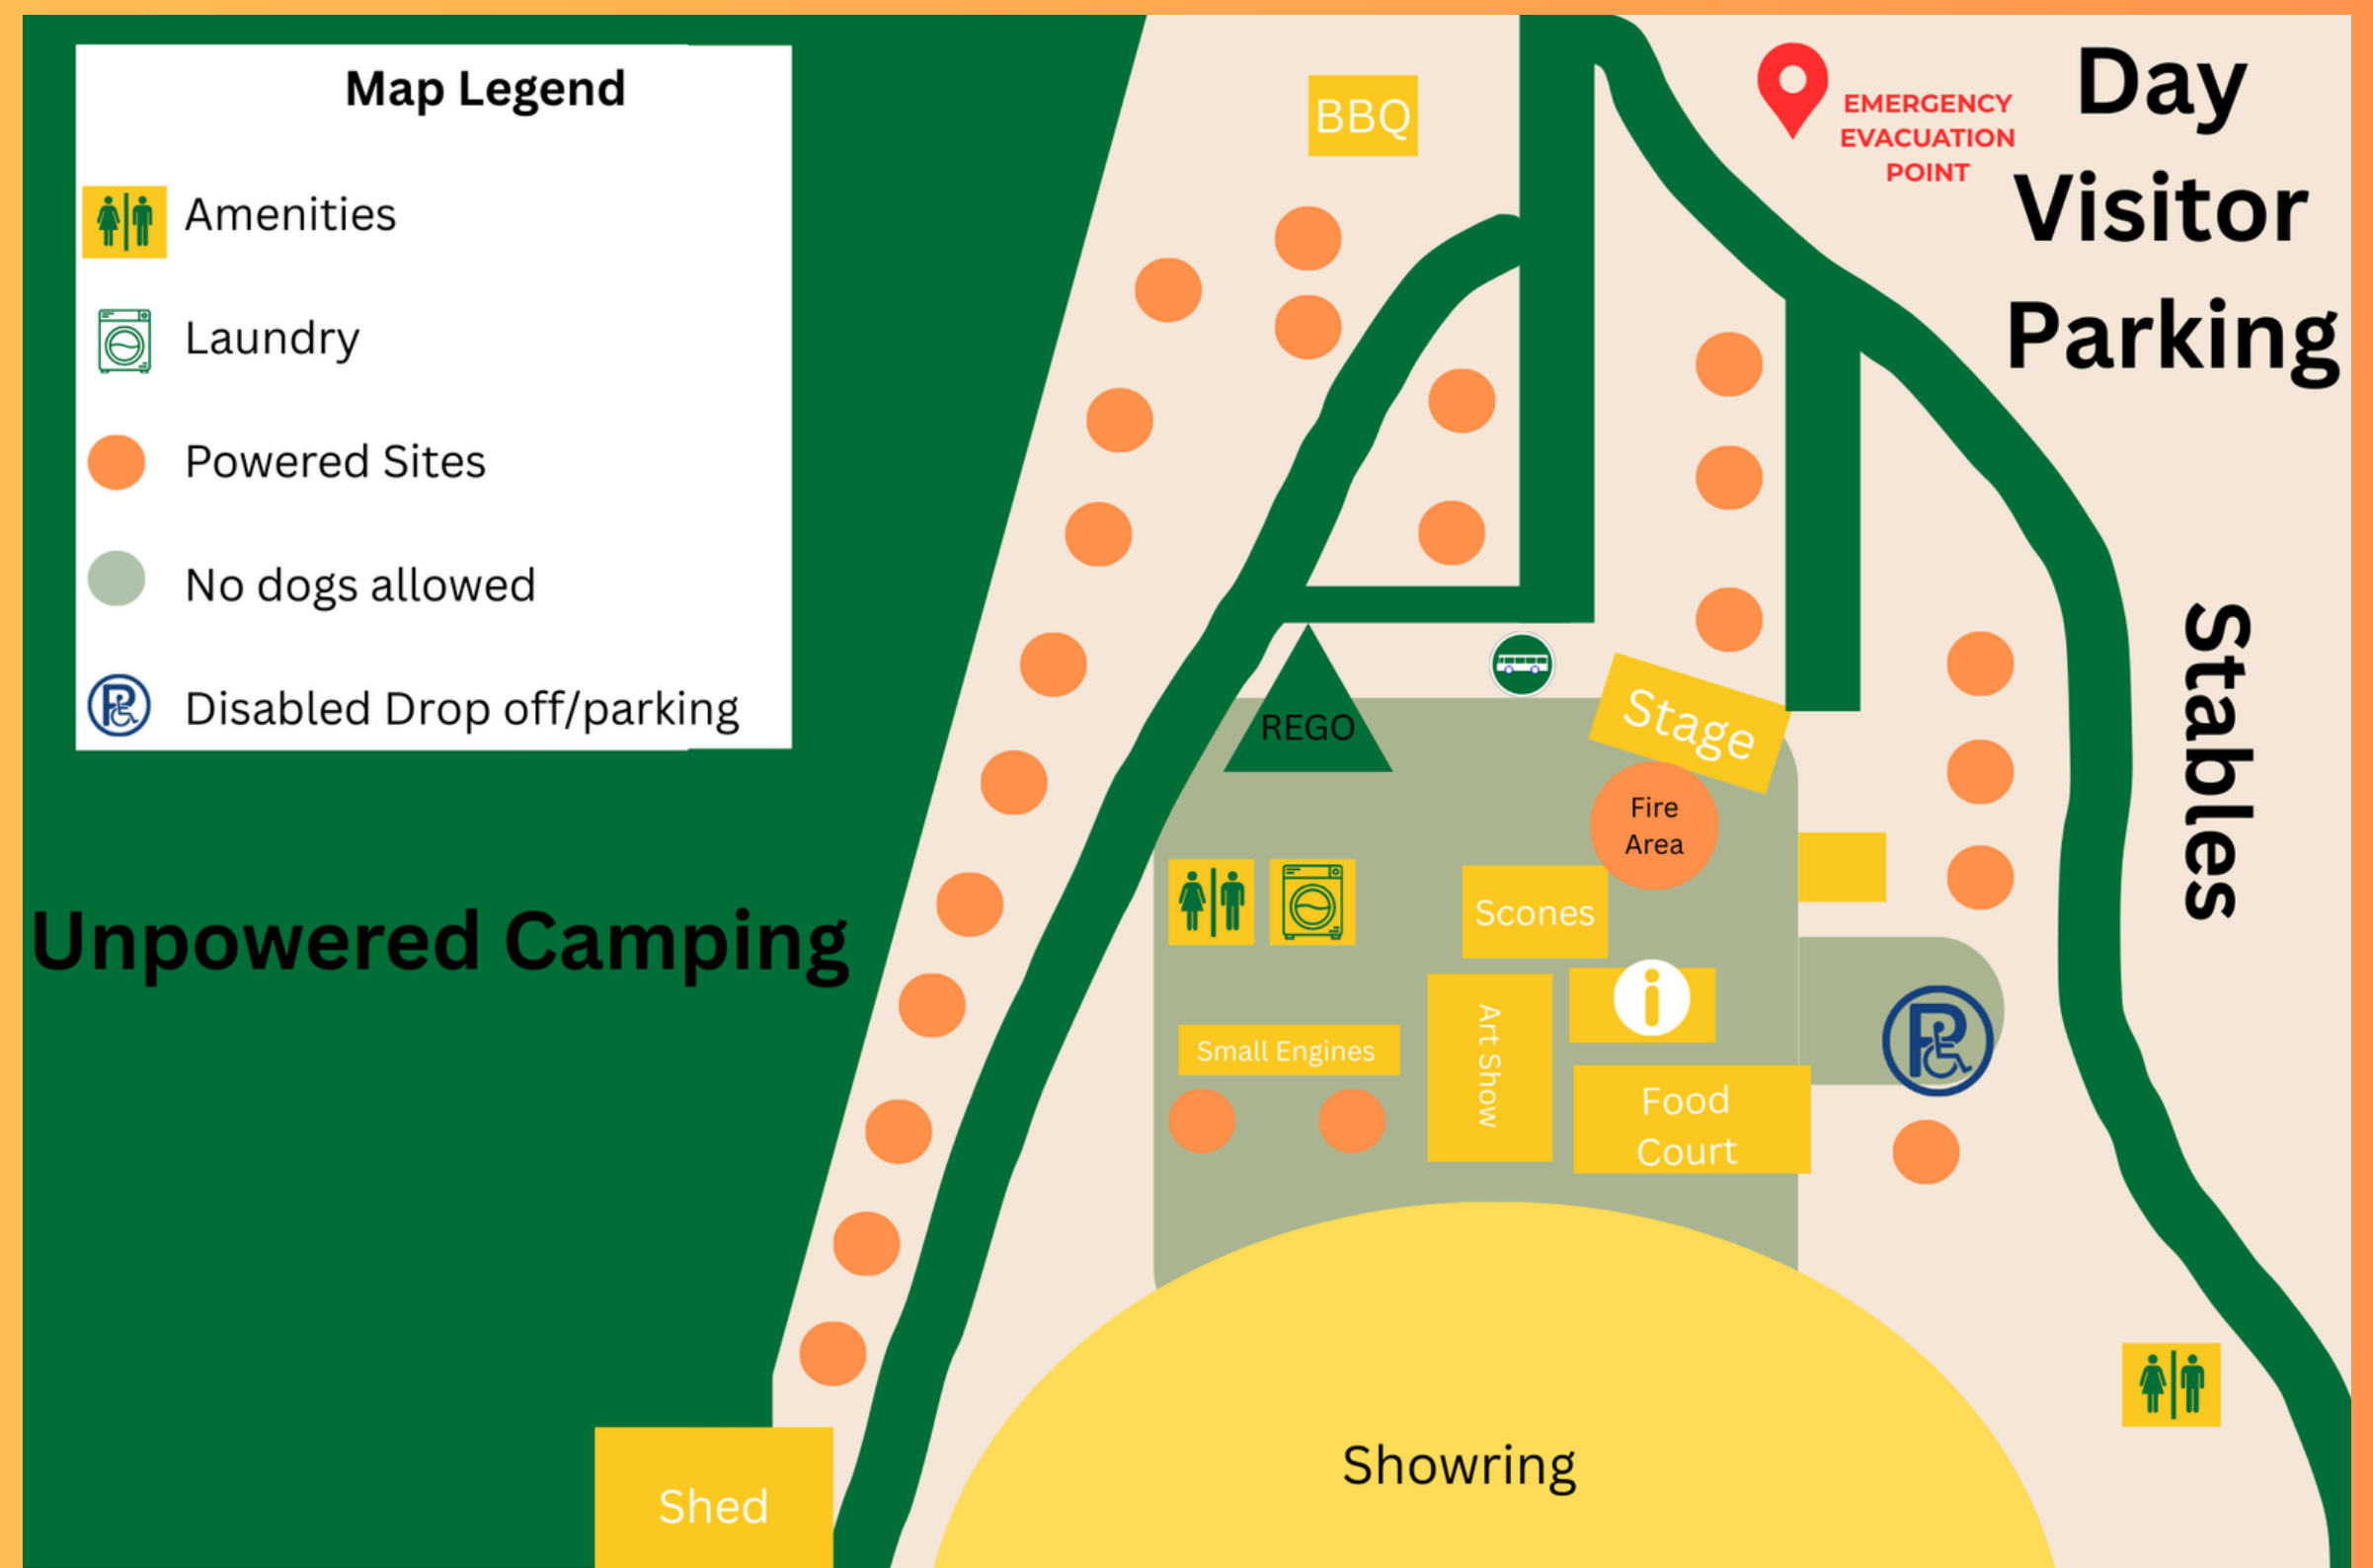 Map Legend
Amenities
Laundry
Powered Sites
No dogs allowed
P
Disabled Drop off/parking
BBQ
EMERGENCY
EVACUATION
POINT
Day
Visitor
Parking
Stables
REGO
Stage
Fire
Area
Scones
i
Art Show
Small Engines
Food
Court
P
Unpowered Camping
Shed
Showring